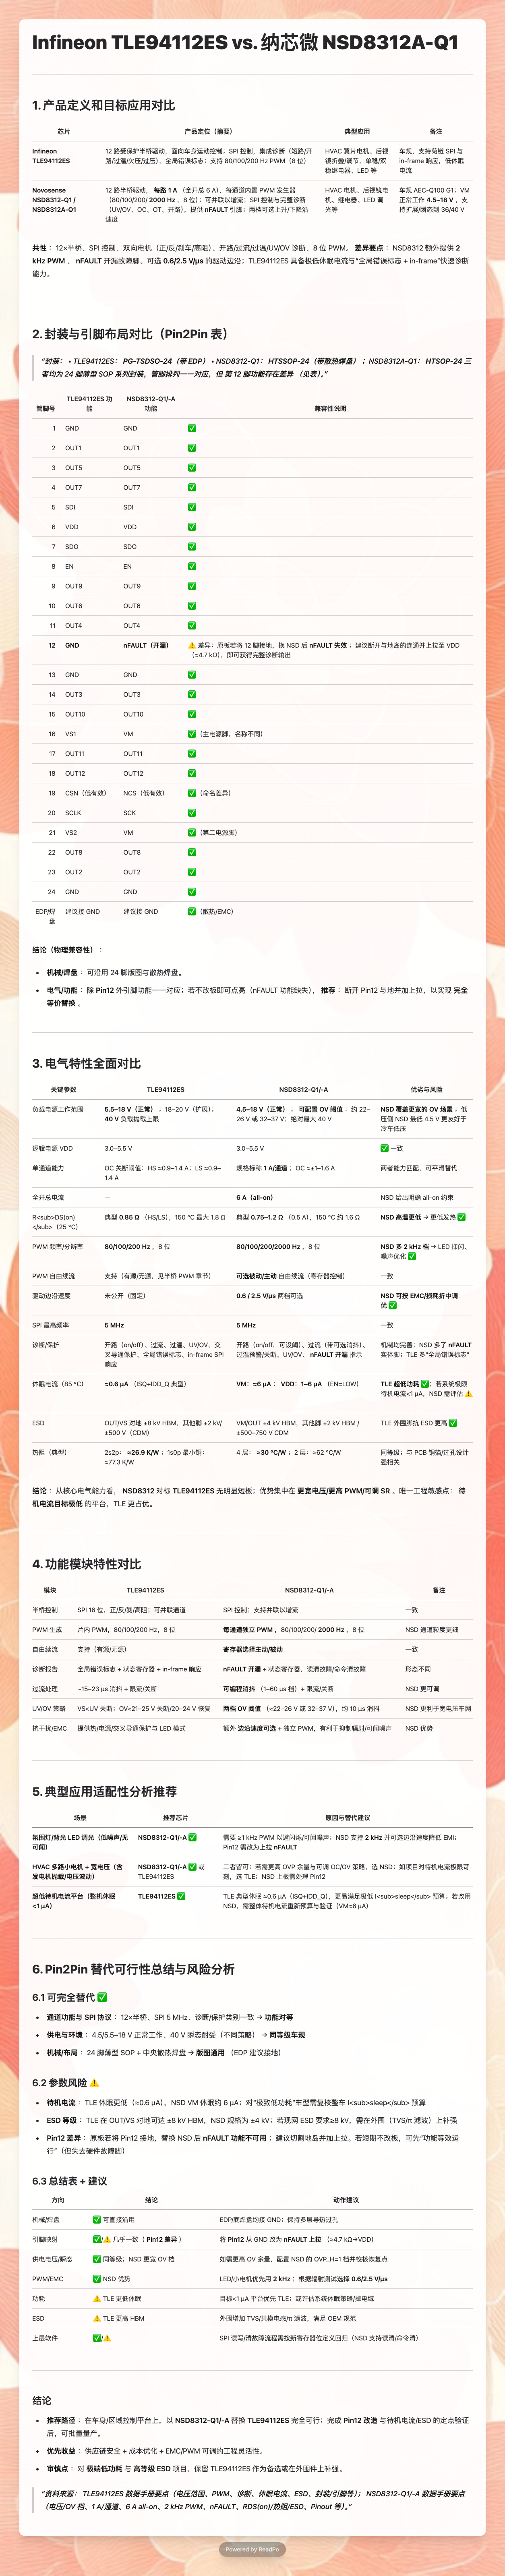 Infineon TLE94112ES vs. 纳芯微 NSD8312A-Q1
1. 产品定义和目标应用对比
芯片 产品定位（摘要） 典型应用 备注
Infineon TLE94112ES 12 路受保护半桥驱动，面向车身运动控制；SPI 控制，集成诊断（短路/开路/过温/欠压/过压）、全局错误标志；支持 80/100/200 Hz PWM（8 位） HVAC 翼片电机、后视镜折叠/调节、单稳/双稳继电器、LED 等 车规、支持菊链 SPI 与 in-frame 响应，低休眠电流
Novosense NSD8312-Q1 / NSD8312A-Q1 12 路半桥驱动， 每路 1 A （全开总 6 A），每通道内置 PWM 发生器（80/100/200/ 2000 Hz ，8 位）；可并联以增流；SPI 控制与完整诊断（UV/OV、OC、OT、开路），提供 nFAULT 引脚；两档可选上升/下降沿速度 HVAC 电机、后视镜电机、继电器、LED 调光等 车规 AEC-Q100 G1；VM 正常工作 4.5–18 V ，支持扩展/瞬态到 36/40 V
共性 ： 12×半桥、SPI 控制、双向电机（正/反/刹车/高阻）、开路/过流/过温/UV/OV 诊断、8 位 PWM。 差异要点 ：NSD8312 额外提供 2 kHz PWM 、 nFAULT 开漏故障脚、可选 0.6/2.5 V/µs 的驱动边沿；TLE94112ES 具备极低休眠电流与“全局错误标志 + in-frame”快速诊断能力。
2. 封装与引脚布局对比（Pin2Pin 表）
“封装： • TLE94112ES： PG-TSDSO-24（带 EDP） • NSD8312-Q1： HTSSOP-24（带散热焊盘） ；NSD8312A-Q1： HTSOP-24 三者均为 24 脚薄型 SOP 系列封装，管脚排列一一对应，但 第 12 脚功能存在差异 （见表）。”
管脚号 TLE94112ES 功能 NSD8312-Q1/-A 功能 兼容性说明
1 GND GND ✅
2 OUT1 OUT1 ✅
3 OUT5 OUT5 ✅
4 OUT7 OUT7 ✅
5 SDI SDI ✅
6 VDD VDD ✅
7 SDO SDO ✅
8 EN EN ✅
9 OUT9 OUT9 ✅
10 OUT6 OUT6 ✅
11 OUT4 OUT4 ✅
12 GND nFAULT（开漏） ⚠️ 差异：原板若将 12 脚接地，换 NSD 后 nFAULT 失效 ；建议断开与地岛的连通并上拉至 VDD（≈4.7 kΩ），即可获得完整诊断输出
13 GND GND ✅
14 OUT3 OUT3 ✅
15 OUT10 OUT10 ✅
16 VS1 VM ✅（主电源脚，名称不同）
17 OUT11 OUT11 ✅
18 OUT12 OUT12 ✅
19 CSN（低有效） NCS（低有效） ✅（命名差异）
20 SCLK SCK ✅
21 VS2 VM ✅（第二电源脚）
22 OUT8 OUT8 ✅
23 OUT2 OUT2 ✅
24 GND GND ✅
EDP/焊盘 建议接 GND 建议接 GND ✅（散热/EMC）
结论（物理兼容性） ：
• 机械/焊盘 ：可沿用 24 脚版图与散热焊盘。
• 电气/功能 ：除 Pin12 外引脚功能一一对应；若不改板即可点亮（nFAULT 功能缺失）， 推荐 ：断开 Pin12 与地并加上拉，以实现 完全等价替换 。
3. 电气特性全面对比
关键参数 TLE94112ES NSD8312-Q1/-A 优劣与风险
负载电源工作范围 5.5–18 V（正常） ；18–20 V（扩展）；40 V 负载抛载上限 4.5–18 V（正常） ； 可配置 OV 阈值 ：约 22–26 V 或 32–37 V；绝对最大 40 V NSD 覆盖更宽的 OV 场景 ；低压侧 NSD 最低 4.5 V 更友好于冷车低压
逻辑电源 VDD 3.0–5.5 V 3.0–5.5 V ✅ 一致
单通道能力 OC 关断阈值：HS ≈0.9–1.4 A；LS ≈0.9–1.4 A 规格标称 1 A/通道 ；OC ≈±1–1.6 A 两者能力匹配，可平滑替代
全开总电流 — 6 A（all-on） NSD 给出明确 all-on 约束
R<sub>DS(on)</sub>（25 °C） 典型 0.85 Ω （HS/LS），150 °C 最大 1.8 Ω 典型 0.75–1.2 Ω （0.5 A），150 °C 约 1.6 Ω NSD 高温更低 → 更低发热 ✅
PWM 频率/分辨率 80/100/200 Hz ，8 位 80/100/200/2000 Hz ，8 位 NSD 多 2 kHz 档 → LED 抑闪、噪声优化 ✅
PWM 自由续流 支持（有源/无源，见半桥 PWM 章节） 可选被动/主动 自由续流（寄存器控制） 一致
驱动边沿速度 未公开（固定） 0.6 / 2.5 V/µs 两档可选 NSD 可按 EMC/损耗折中调优 ✅
SPI 最高频率 5 MHz 5 MHz 一致
诊断/保护 开路（on/off）、过流、过温、UV/OV、交叉导通保护、全局错误标志、in-frame SPI 响应 开路（on/off，可设阈）、过流（带可选消抖）、过温预警/关断、UV/OV、 nFAULT 开漏 指示 机制均完善；NSD 多了 nFAULT 实体脚；TLE 多“全局错误标志”
休眠电流（85 °C） ≈0.6 µA （ISQ+IDD_Q 典型） VM：≈6 µA ； VDD：1–6 µA （EN=LOW） TLE 超低功耗 ✅；若系统极限待机电流<1 µA，NSD 需评估 ⚠️
ESD OUT/VS 对地 ±8 kV HBM，其他脚 ±2 kV/±500 V（CDM） VM/OUT ±4 kV HBM，其他脚 ±2 kV HBM / ±500–750 V CDM TLE 外围脚抗 ESD 更高 ✅
热阻（典型） 2s2p： ≈26.9 K/W ；1s0p 最小铜：≈77.3 K/W 4 层： ≈30 °C/W ；2 层：≈62 °C/W 同等级；与 PCB 铜箔/过孔设计强相关
结论 ：从核心电气能力看， NSD8312 对标 TLE94112ES 无明显短板；优势集中在 更宽电压/更高 PWM/可调 SR 。唯一工程敏感点： 待机电流目标极低 的平台，TLE 更占优。
4. 功能模块特性对比
模块 TLE94112ES NSD8312-Q1/-A 备注
半桥控制 SPI 16 位，正/反/刹/高阻；可并联通道 SPI 控制；支持并联以增流 一致
PWM 生成 片内 PWM，80/100/200 Hz，8 位 每通道独立 PWM ，80/100/200/ 2000 Hz ，8 位 NSD 通道粒度更细
自由续流 支持（有源/无源） 寄存器选择主动/被动 一致
诊断报告 全局错误标志 + 状态寄存器 + in-frame 响应 nFAULT 开漏 + 状态寄存器，读清故障/命令清故障 形态不同
过流处理 ~15–23 µs 消抖 + 限流/关断 可编程消抖 （1–60 µs 档）+ 限流/关断 NSD 更可调
UV/OV 策略 VS<UV 关断；OV≈21–25 V 关断/20–24 V 恢复 两档 OV 阈值 （≈22–26 V 或 32–37 V），均 10 µs 消抖 NSD 更利于宽电压车网
抗干扰/EMC 提供热/电源/交叉导通保护与 LED 模式 额外 边沿速度可选 + 独立 PWM，有利于抑制辐射/可闻噪声 NSD 优势
5. 典型应用适配性分析推荐
场景 推荐芯片 原因与替代建议
氛围灯/背光 LED 调光（低噪声/无可闻） NSD8312-Q1/-A ✅ 需要 ≥1 kHz PWM 以避闪烁/可闻噪声；NSD 支持 2 kHz 并可选边沿速度降低 EMI；Pin12 需改为上拉 nFAULT
HVAC 多路小电机 + 宽电压（含发电机抛载/电压波动） NSD8312-Q1/-A ✅ 或 TLE94112ES 二者皆可；若需更高 OVP 余量与可调 OC/OV 策略，选 NSD；如项目对待机电流极限苛刻，选 TLE；NSD 上板需处理 Pin12
超低待机电流平台（整机休眠 <1 µA） TLE94112ES ✅ TLE 典型休眠 ≈0.6 µA（ISQ+IDD_Q），更易满足极低 I<sub>sleep</sub> 预算；若改用 NSD，需整体待机电流重新预算与验证（VM≈6 µA）
6. Pin2Pin 替代可行性总结与风险分析
6.1 可完全替代 ✅
• 通道功能与 SPI 协议 ：12×半桥、SPI 5 MHz、诊断/保护类别一致 → 功能对等
• 供电与环境 ：4.5/5.5–18 V 正常工作、40 V 瞬态耐受（不同策略） → 同等级车规
• 机械/布局 ：24 脚薄型 SOP + 中央散热焊盘 → 版图通用 （EDP 建议接地）
6.2 参数风险 ⚠️
• 待机电流 ：TLE 休眠更低（≈0.6 µA），NSD VM 休眠约 6 µA；对“极致低功耗”车型需复核整车 I<sub>sleep</sub> 预算
• ESD 等级 ：TLE 在 OUT/VS 对地可达 ±8 kV HBM，NSD 规格为 ±4 kV；若现网 ESD 要求≥8 kV，需在外围（TVS/π 滤波）上补强
• Pin12 差异 ：原板若将 Pin12 接地，替换 NSD 后 nFAULT 功能不可用 ；建议切割地岛并加上拉。若短期不改板，可先“功能等效运行”（但失去硬件故障脚）
6.3 总结表 + 建议
方向 结论 动作建议
机械/焊盘 ✅ 可直接沿用 EDP/底焊盘均接 GND；保持多层导热过孔
引脚映射 ✅/⚠️ 几乎一致（ Pin12 差异 ） 将 Pin12 从 GND 改为 nFAULT 上拉 （≈4.7 kΩ→VDD）
供电电压/瞬态 ✅ 同等级；NSD 更宽 OV 档 如需更高 OV 余量，配置 NSD 的 OVP_H=1 档并校核恢复点
PWM/EMC ✅ NSD 优势 LED/小电机优先用 2 kHz ；根据辐射测试选择 0.6/2.5 V/µs
功耗 ⚠️ TLE 更低休眠 目标<1 µA 平台优先 TLE；或评估系统休眠策略/掉电域
ESD ⚠️ TLE 更高 HBM 外围增加 TVS/共模电感/π 滤波，满足 OEM 规范
上层软件 ✅/⚠️ SPI 读写/清故障流程需按新寄存器位定义回归（NSD 支持读清/命令清）
结论
• 推荐路径 ：在车身/区域控制平台上，以 NSD8312-Q1/-A 替换 TLE94112ES 完全可行；完成 Pin12 改造 与待机电流/ESD 的定点验证后，可批量量产。
• 优先收益 ：供应链安全 + 成本优化 + EMC/PWM 可调的工程灵活性。
• 审慎点 ：对 极端低功耗 与 高等级 ESD 项目，保留 TLE94112ES 作为备选或在外围件上补强。
“资料来源： TLE94112ES 数据手册要点（电压范围、PWM、诊断、休眠电流、ESD、封装/引脚等）； NSD8312-Q1/-A 数据手册要点（电压/OV 档、1 A/通道、6 A all-on、2 kHz PWM、nFAULT、RDS(on)/热阻/ESD、Pinout 等）。”
Powered by ReadPo